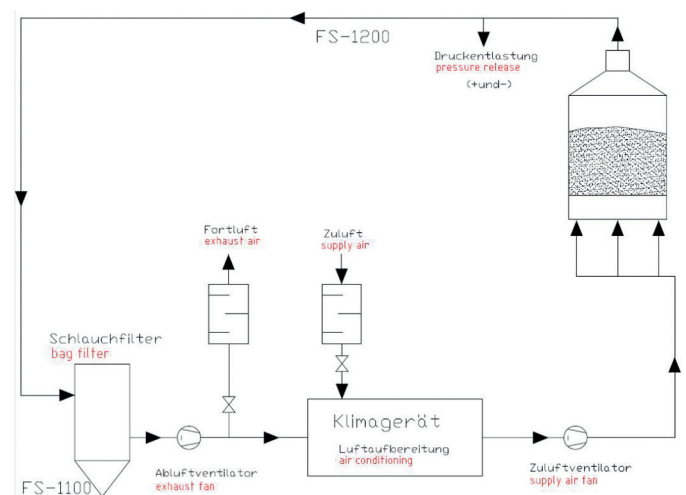 FS-1200
Druckentlastung
pressure release
(+und-)
Fortluft
exhaust air
Zuluft
supply air
Schlauchfilter
bag filter
Klimagerät
Luftaufbereitung
air conditioning
Abluftventilator
exhaust fan
Zuluftventilator
supply air fan
FS-1100